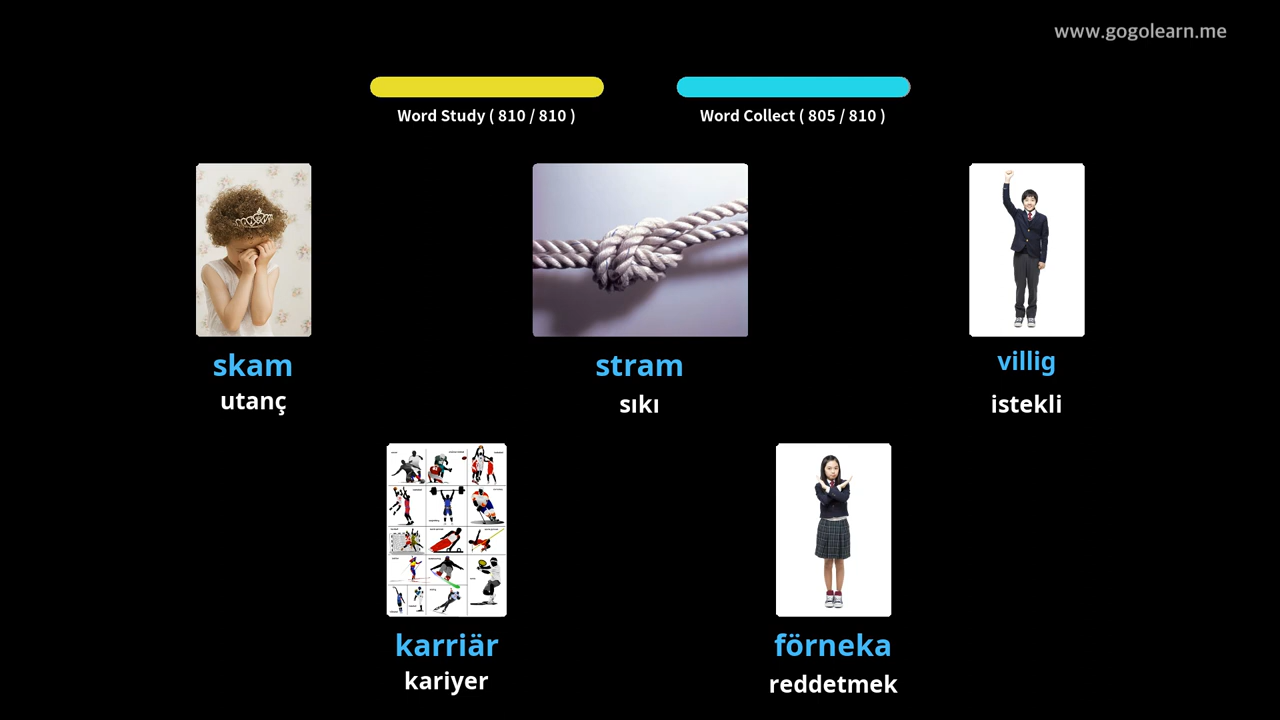 www.gogolearn.me
Word Study ( 810 / 810 )
Word Collect ( 805 / 810 )
skam
utanç
stram
sıkı
villig
istekli
karriär
kariyer
förneka
reddetmek